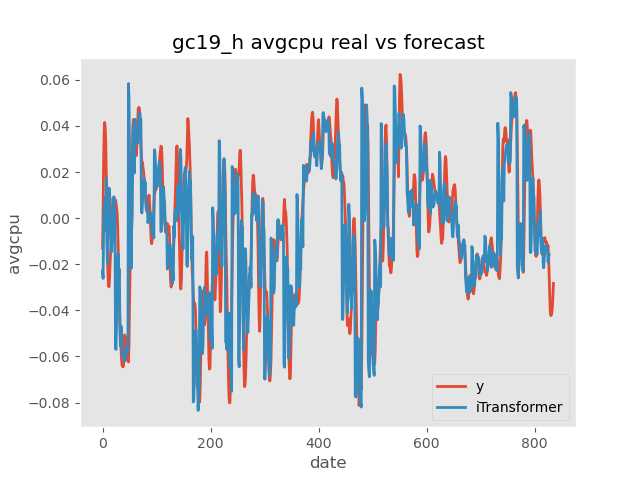 gc19_h avgcpu real vs forecast
avgcpu
0.06
0.04
0.02
0.00
−0.02
−0.04
−0.06
−0.08
y
iTransformer
0
200
400
600
800
date